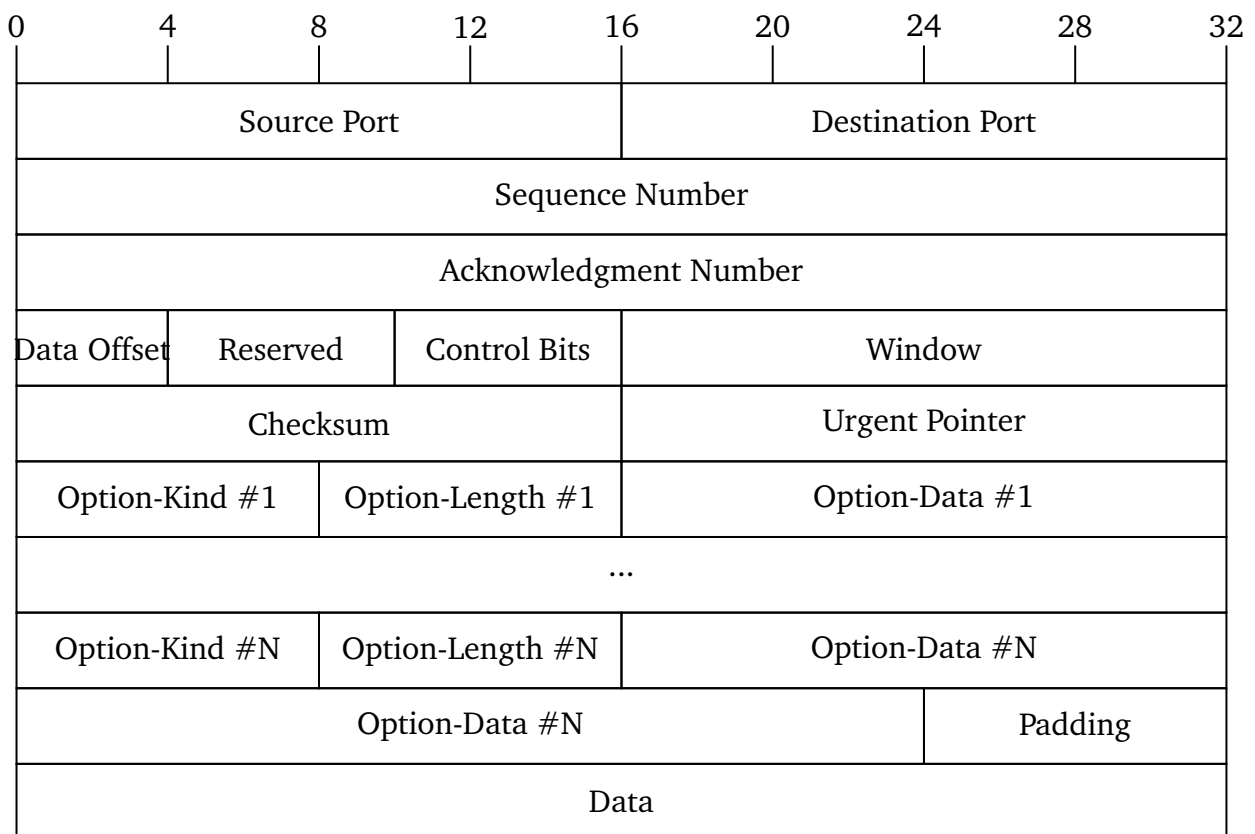 0 4 8 12 16 20 24 28 32
Source Port Destination Port
Sequence Number
Acknowledgment Number
Data Offset Reserved Control Bits Window
Checksum Urgent Pointer
Option-Kind #1 Option-Length #1 Option-Data #1
...
Option-Kind #N Option-Length #N Option-Data #N
Option-Data #N Padding
Data